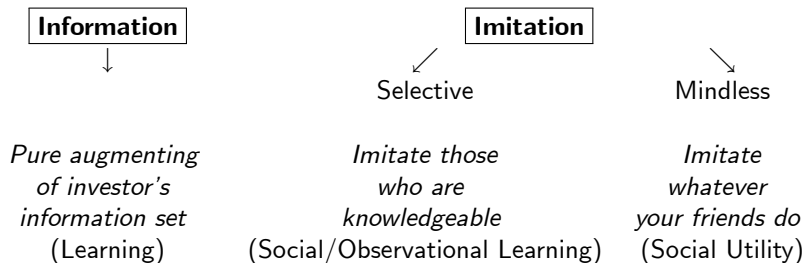 Information
Imitation
Selective
Mindless
Pure augmenting
of investor's
information set
(Learning)
Imitate those
who are
knowledgeable
(Social/Observational Learning)
Imitate
whatever
your friends do
(Social Utility)